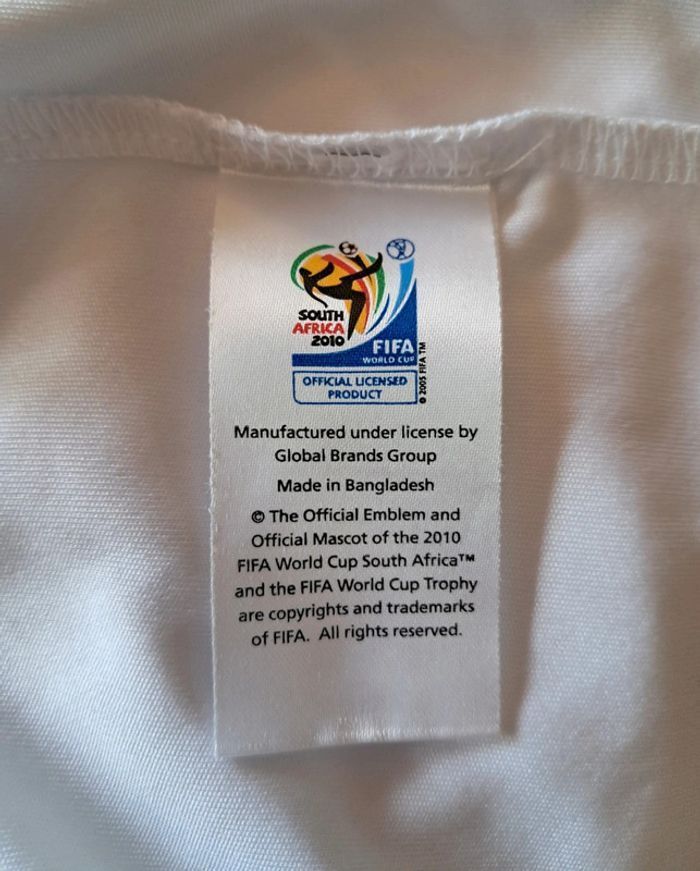 SOUTH
AFRICA
2010
FIFA
WORLD CUP
© 2005 FIFA TM
OFFICIAL LICENSED
PRODUCT
Manufactured under license by
Global Brands Group
Made in Bangladesh
© The Official Emblem and
Official Mascot of the 2010
FIFA World Cup South Africa™
and the FIFA World Cup Trophy
are copyrights and trademarks
of FIFA. All rights reserved.